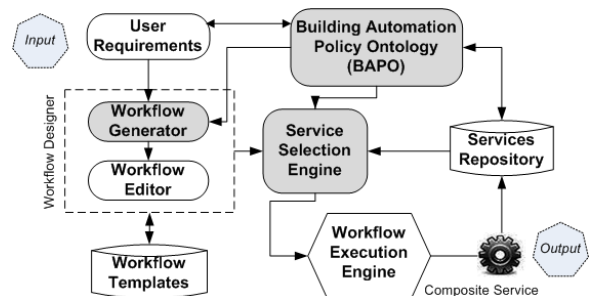 Input
User
Requirements
Building Automation
Policy Ontology
(BAPO)
Workflow Designer
Workflow
Generator
Workflow
Editor
Service
Selection
Engine
Services
Repository
Workflow
Templates
Workflow
Execution
Engine
Composite Service
Output